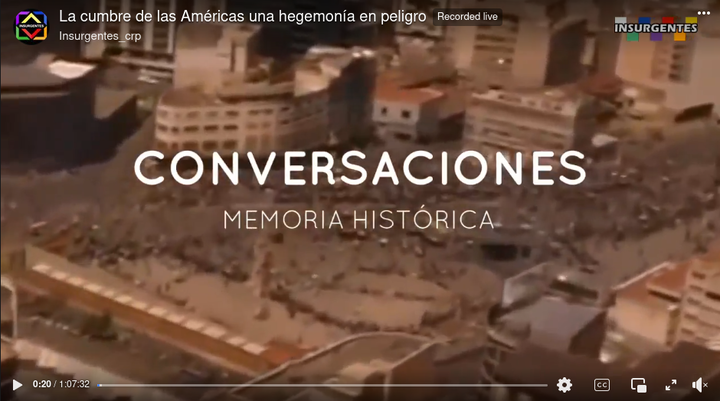 La cumbre de las Américas una hegemonía en peligro Recorded live
Insurgentes_crp
INSURGENTES
CONVERSACIONES
MEMORIA HISTÓRICA
0:20 / 1:07:32
CC